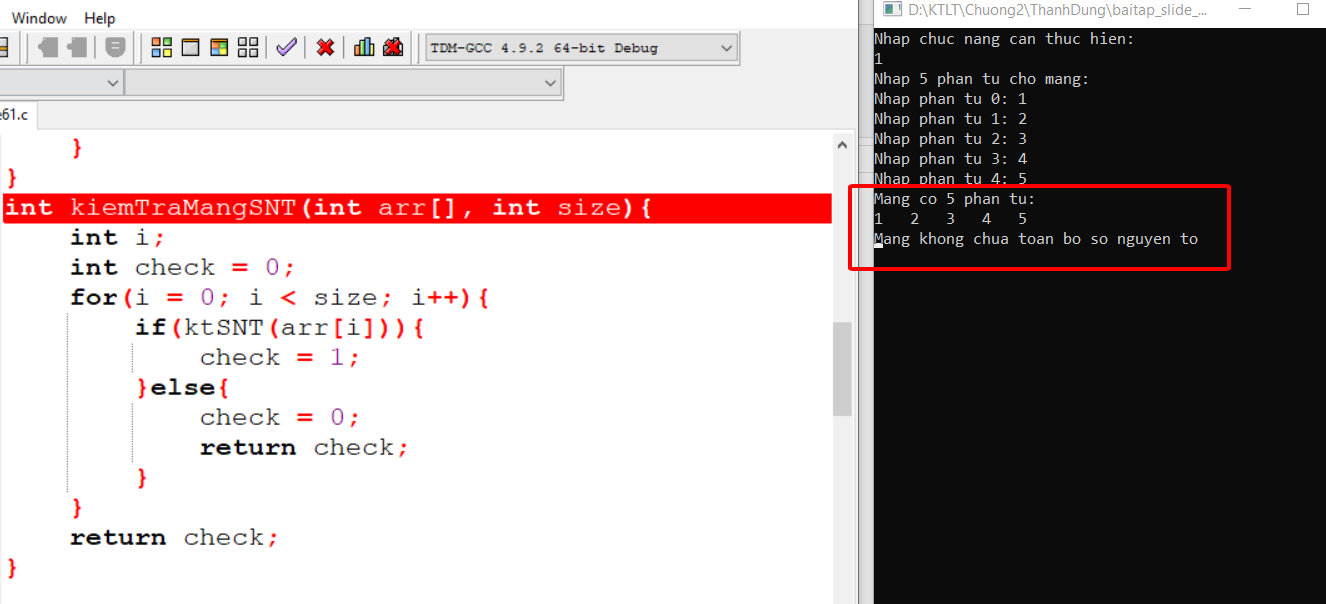 Window Help
TDM-GCC 4.9.2 64-bit Debug
e61.c
}
}
int kiemTraMangSNT(int arr[], int size){
int i;
int check = 0;
for(i = 0; i < size; i++){
if(ktSNT(arr[i])){
check = 1;
}else{
check = 0;
return check;
}
}
return check;
}
D:\KTLT\Chuong2\ThanhDung\baitap_slide_...
Nhap chuc nang can thuc hien:
1
Nhap 5 phan tu cho mang:
Nhap phan tu 0: 1
Nhap phan tu 1: 2
Nhap phan tu 2: 3
Nhap phan tu 3: 4
Nhap phan tu 4: 5
Mang co 5 phan tu:
1 2 3 4 5
Mang khong chua toan bo so nguyen to